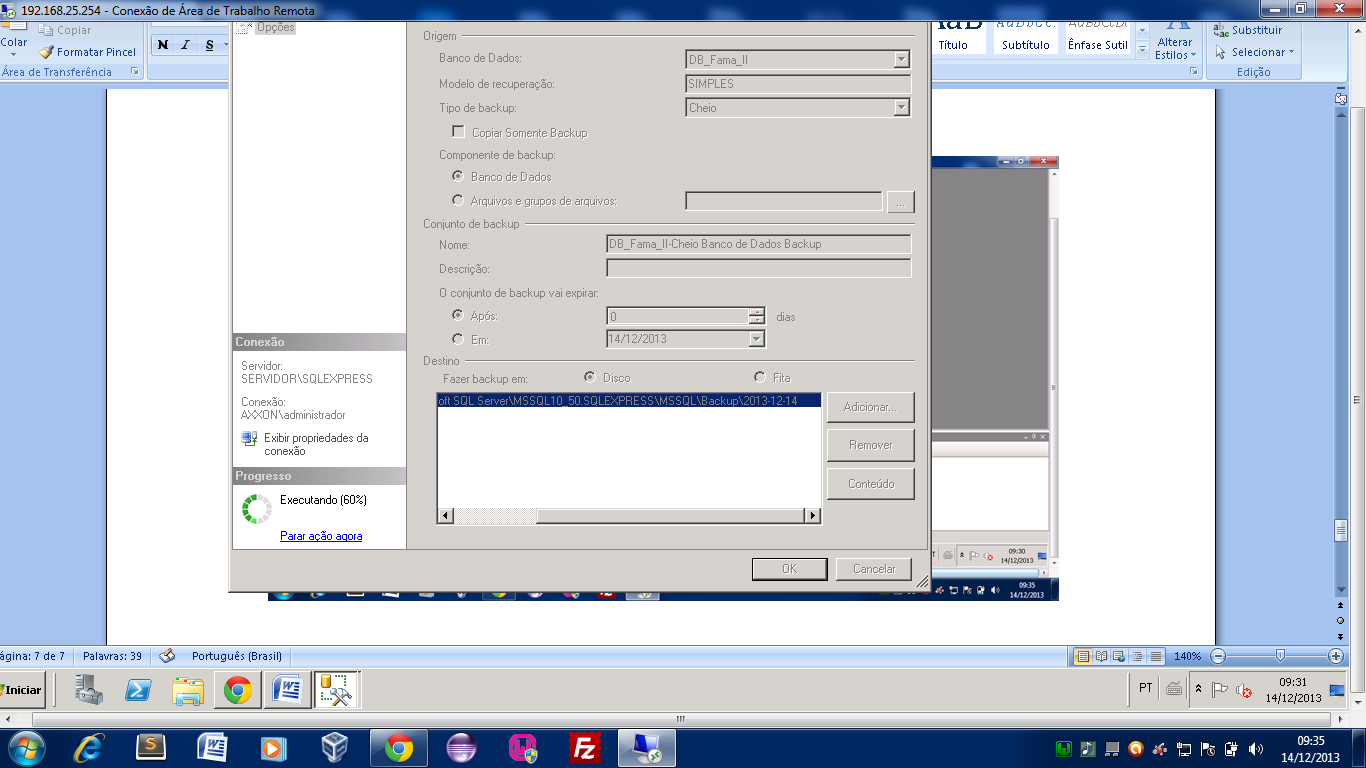 192.168.25.254 - Conexão de Área de Trabalho Remota
Colar
Copiar
Formatar Pincel
Área de Transferência
N I S
Opções
Título
Subtítulo
Ênfase Sutil
Alterar
Estilos
Substituir
Selecionar
Edição
Origem
Banco de Dados:
DB_Fama_II
Modelo de recuperação:
SIMPLES
Tipo de backup:
Cheio
Copiar Somente Backup
Componente de backup:
Banco de Dados
Arquivos e grupos de arquivos:
...
Conjunto de backup
Nome:
DB_Fama_II-Cheio Banco de Dados Backup
Descrição:
O conjunto de backup vai expirar:
Após:
0
dias
Em:
14/12/2013
Destino
Fazer backup em:
Disco
Fita
oft SQL Server\MSSQL10_50.SQLEXPRESS\MSSQL\Backup\2013-12-14
Adicionar...
Remover
Conteúdo
Conexão
Servidor:
SERVIDOR\SQLEXPRESS
Conexão:
AXXON\administrador
Exibir propriedades da
conexão
Progresso
Executando (60%)
Parar ação agora
OK
Cancelar
09:30
14/12/2013
09:35
14/12/2013
ágina: 7 de 7
Palavras: 39
Português (Brasil)
140%
Iniciar
PT
09:31
14/12/2013
09:35
14/12/2013